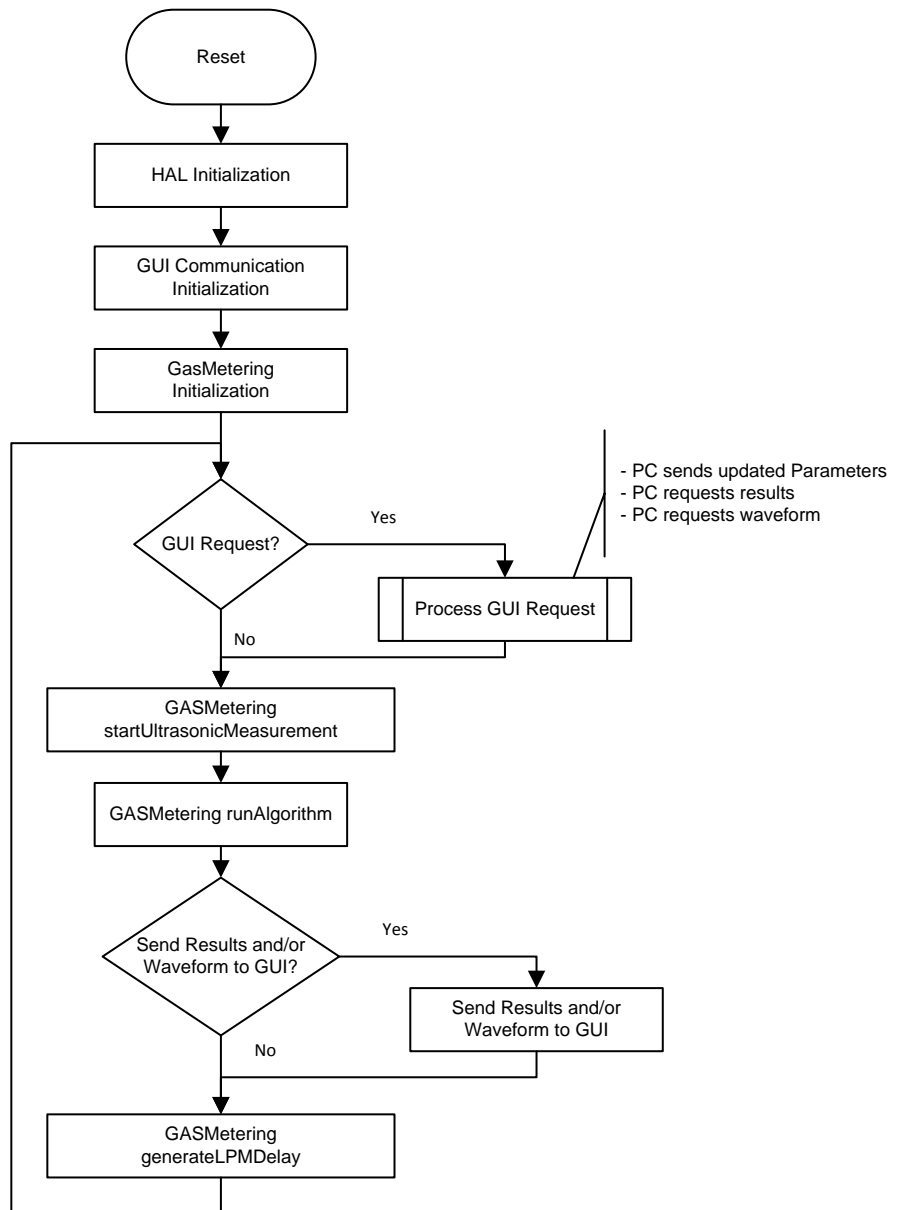 Reset
HAL Initialization
GUI Communication
Initialization
GasMetering
Initialization
- PC sends updated Parameters
- PC requests results
- PC requests waveform
GUI Request?
Yes
Process GUI Request
No
GASMetering
startUltrasonicMeasurement
GASMetering runAlgorithm
Send Results and/or
Waveform to GUI?
Yes
Send Results and/or
Waveform to GUI
No
GASMetering
generateLPMDelay